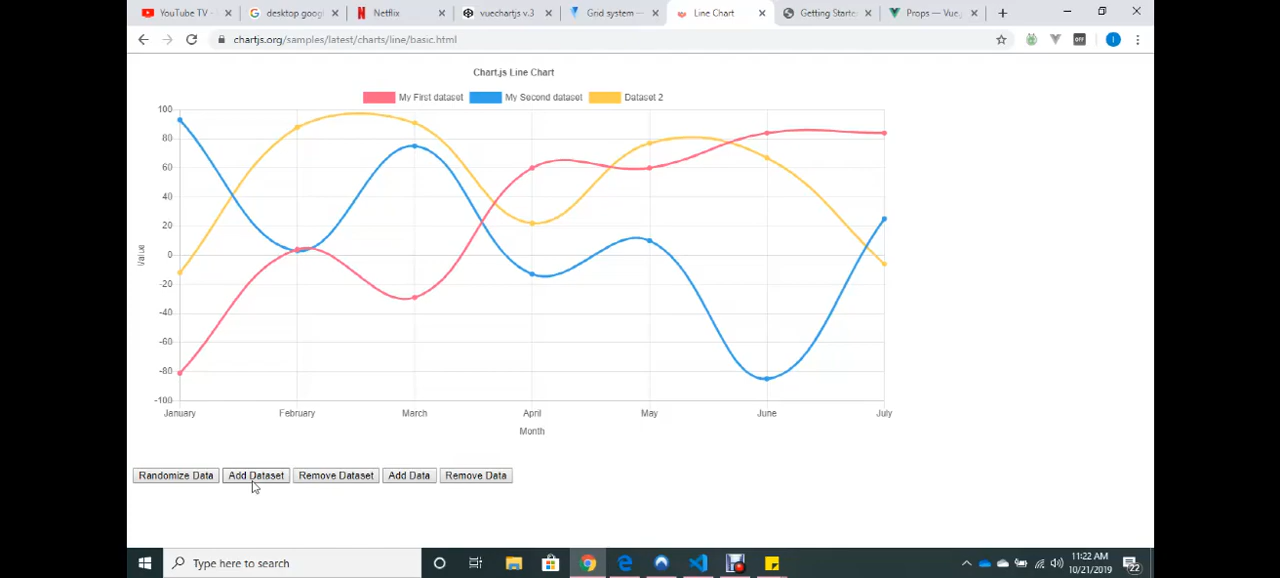 YouTube TV - desktop.goog Netflix vuechartjs v.3 Grid system — Line Chart Getting Starte Props — Vue.
chartjs.org/samples/latest/charts/line/basic.html
OFF I
Chart.js Line Chart
My First dataset My Second dataset Dataset 2
100
80
60
40
20
0
Value
-20
-40
-60
-80
-100
January February March April May June July
Month
Randomize Data Add Dataset Remove Dataset Add Data Remove Data
Type here to search
11:22 AM
10/21/2019
22